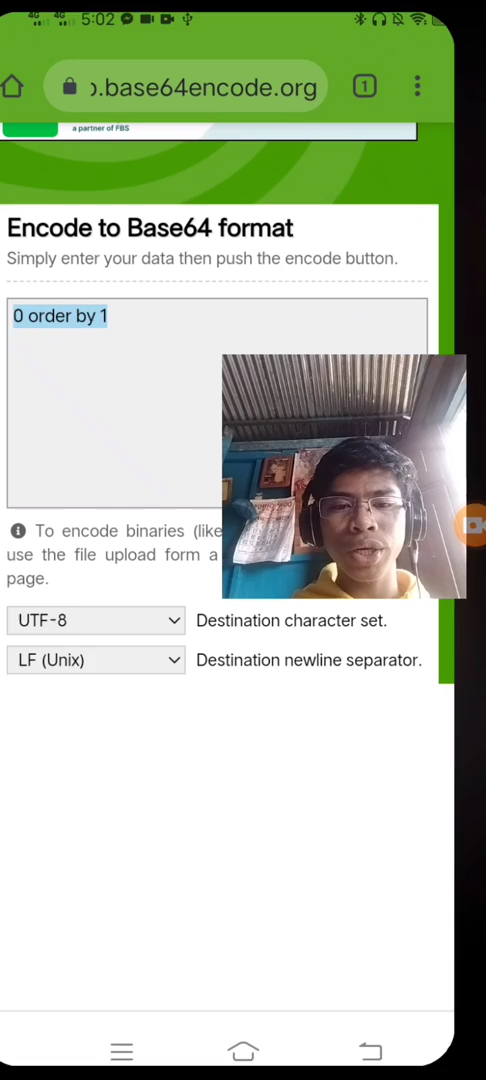 4G 4G 5:02
ɔ.base64encode.org 1
a partner of FBS
Encode to Base64 format
Simply enter your data then push the encode button.
0 order by 1
To encode binaries (like
use the file upload form a
page.
UTF-8 Destination character set.
LF (Unix) Destination newline separator.